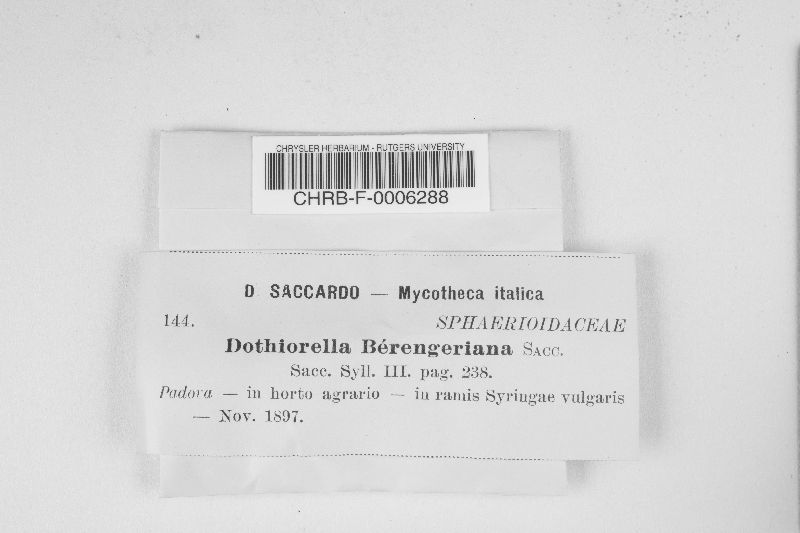 CHRYSLER HERBARIUM - RUTGERS UNIVERSITY
CHRB-F-0006288
D. SACCARDO — Mycotheca italica
144. SPHAERIOIDACEAE
Dothiorella Bérengeriana SACC.
Sacc. Syll. III. pag. 238.
Padova — in horto agrario — in ramis Syringae vulgaris
— Nov. 1897.